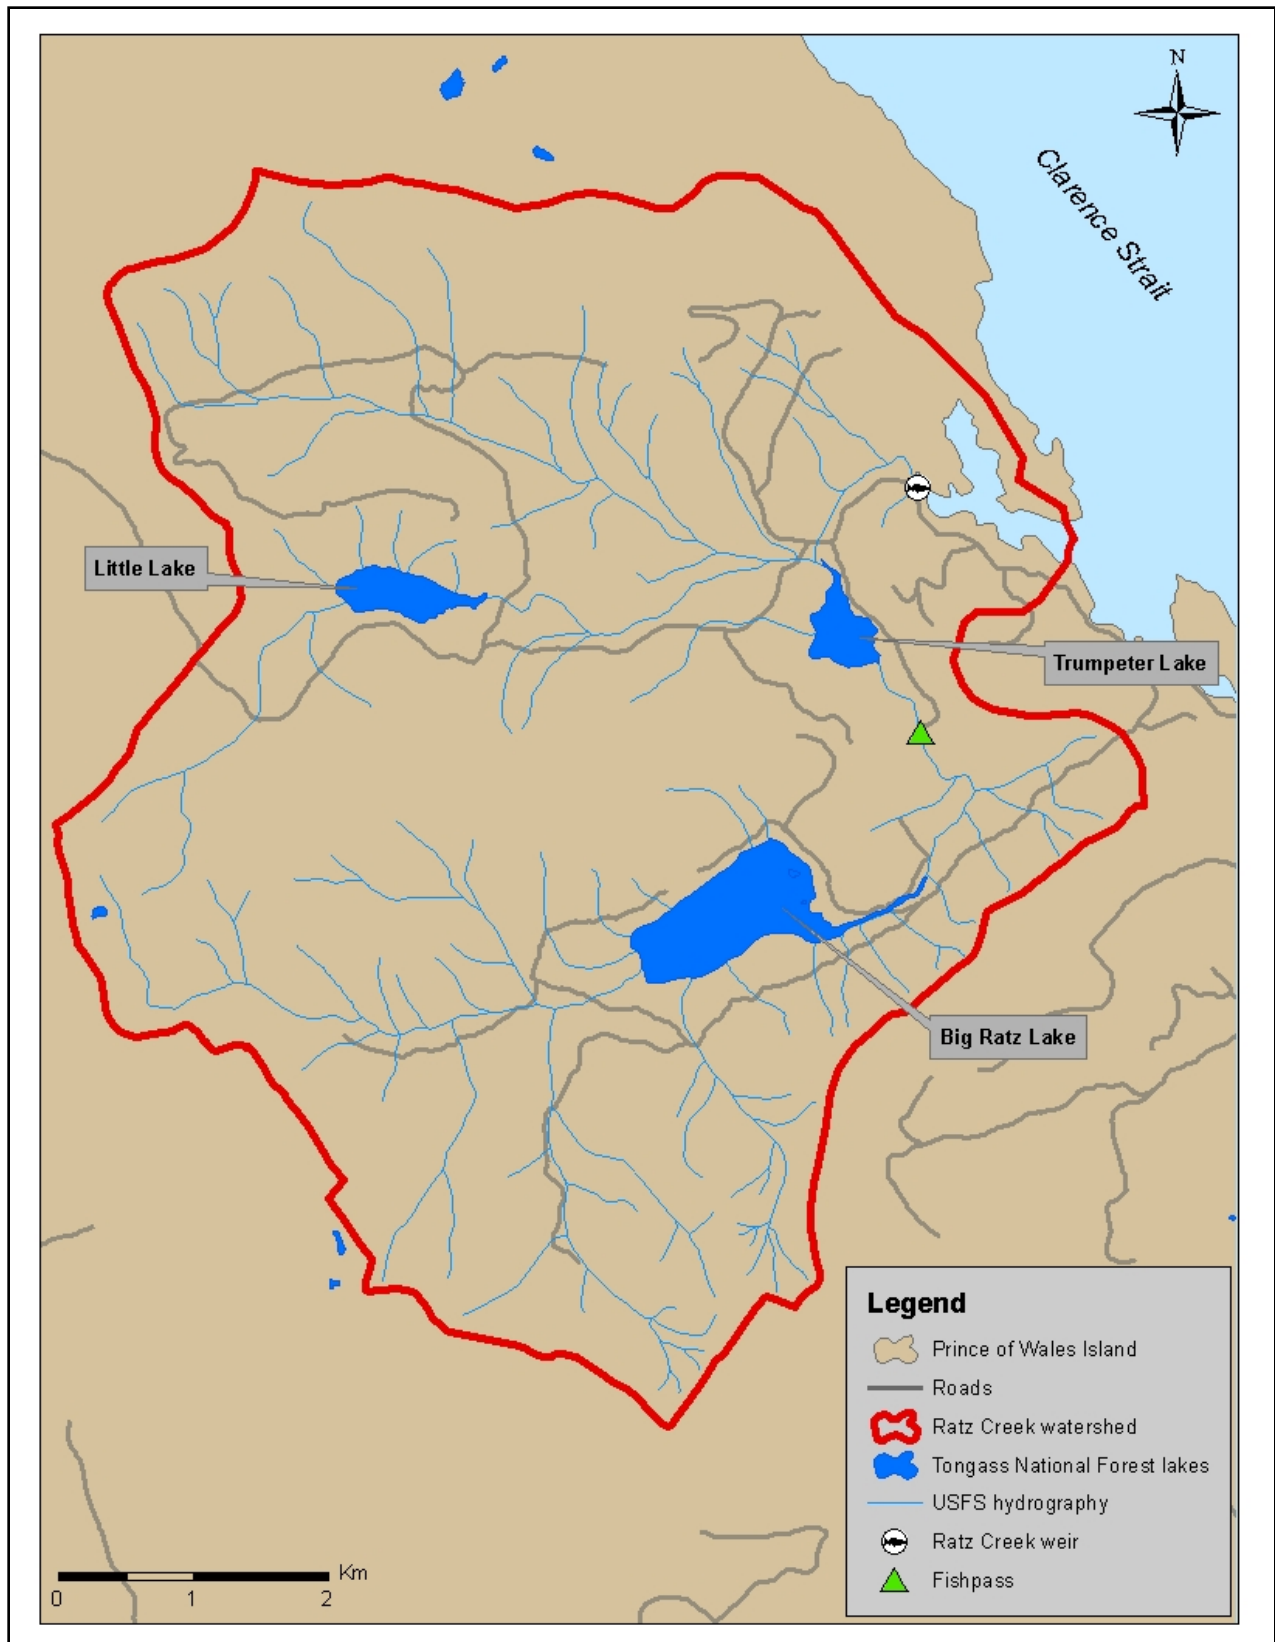 N
Clarence Strait
Little Lake
Trumpeter Lake
Big Ratz Lake
Legend
Prince of Wales Island
Roads
Ratz Creek watershed
Tongass National Forest lakes
USFS hydrography
Ratz Creek weir
Fishpass
Km
0 1 2